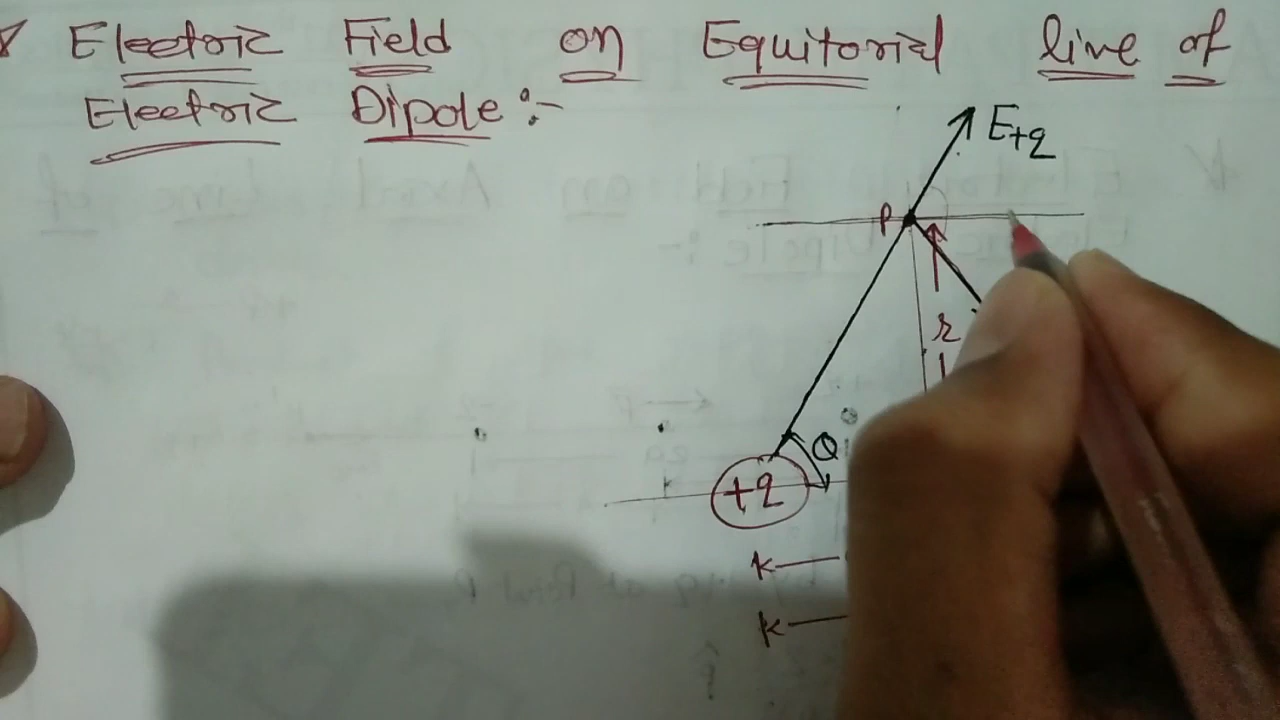 Electric Field on Equitorial line of
Electric Dipole :-
E+q
P
r
θ
+q